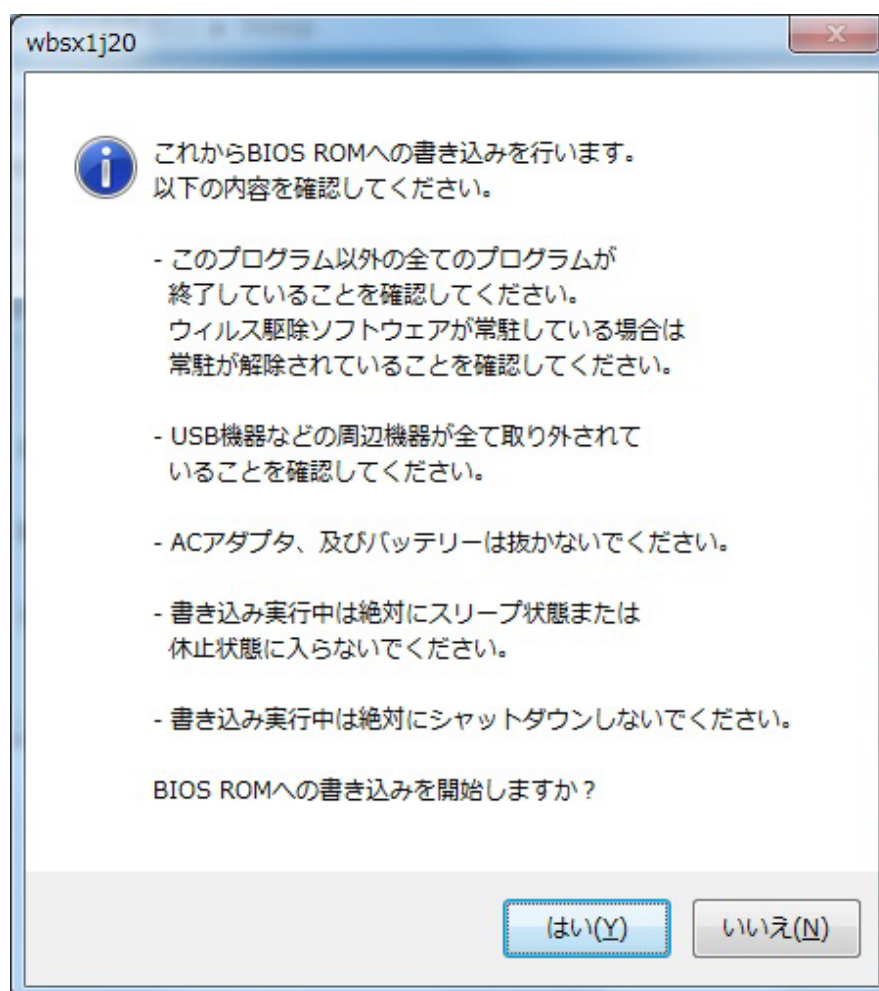 wbsx1j20
これからBIOS ROMへの書き込みを行います。
以下の内容を確認してください。
- このプログラム以外の全てのプログラムが
終了していることを確認してください。
ウィルス駆除ソフトウェアが常駐している場合は
常駐が解除されていることを確認してください。
- USB機器などの周辺機器が全て取り外されて
いることを確認してください。
- ACアダプタ、及びバッテリーは抜かないでください。
- 書き込み実行中は絶対にスリープ状態または
休止状態に入らないでください。
- 書き込み実行中は絶対にシャットダウンしないでください。
BIOS ROMへの書き込みを開始しますか？
はい(Y)
いいえ(N)